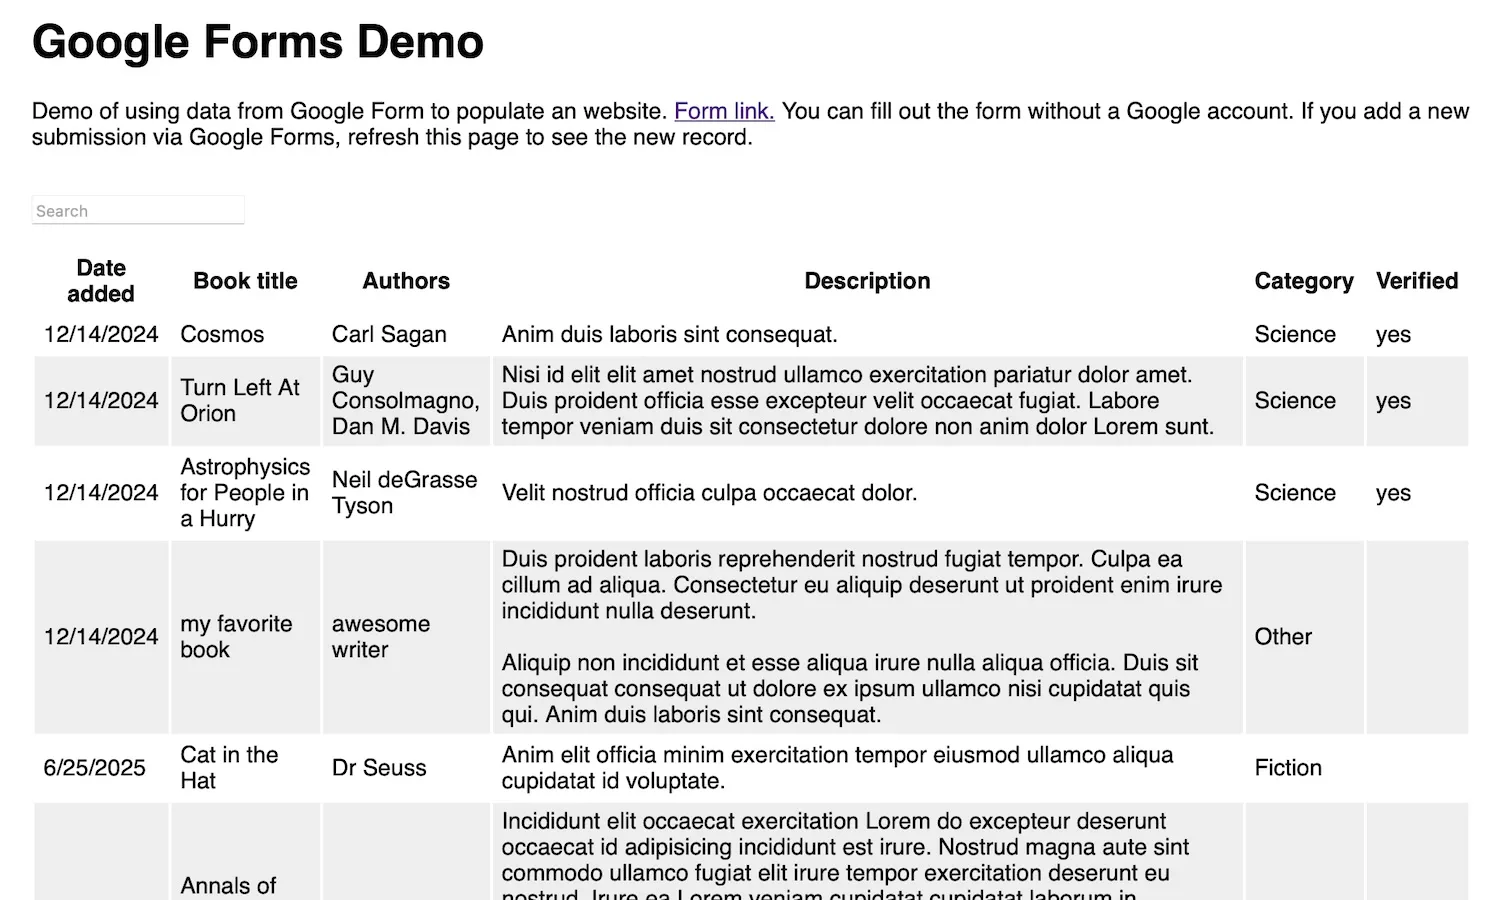 Google Forms Demo
Demo of using data from Google Form to populate an website. Form link. You can fill out the form without a Google account. If you add a new
submission via Google Forms, refresh this page to see the new record.
Search
Date
added
Book title
Authors
Description
Category
Verified
12/14/2024
Cosmos
Carl Sagan
Anim duis laboris sint consequat.
Science
yes
12/14/2024
Turn Left At
Orion
Guy
Consolmagno,
Dan M. Davis
Nisi id elit elit amet nostrud ullamco exercitation pariatur dolor amet.
Duis proident officia esse excepteur velit occaecat fugiat. Labore
tempor veniam duis sit consectetur dolore non anim dolor Lorem sunt.
Science
yes
12/14/2024
Astrophysics
for People in
a Hurry
Neil deGrasse
Tyson
Velit nostrud officia culpa occaecat dolor.
Science
yes
12/14/2024
my favorite
book
awesome
writer
Duis proident laboris reprehenderit nostrud fugiat tempor. Culpa ea
cillum ad aliqua. Consectetur eu aliquip deserunt ut proident enim irure
incididunt nulla deserunt.
Aliquip non incididunt et esse aliqua irure nulla aliqua officia. Duis sit
consequat consequat ut dolore ex ipsum ullamco nisi cupidatat quis
qui. Anim duis laboris sint consequat.
Other
6/25/2025
Cat in the
Hat
Dr Seuss
Anim elit officia minim exercitation tempor eiusmod ullamco aliqua
cupidatat id voluptate.
Fiction
Annals of
Incididunt elit occaecat exercitation Lorem do excepteur deserunt
occaecat id adipisicing incididunt est irure. Nostrud magna aute sint
commodo ullamco fugiat elit irure tempor exercitation deserunt eu
nostrud. Irure ea Lorem veniam cupidatat cupidatat laborum in